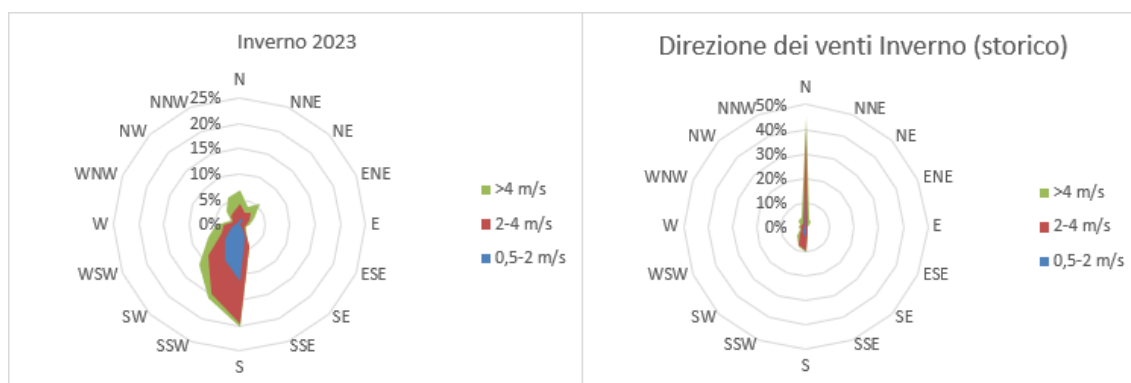 Inverno 2023
N
NNE
NE
ENE
E
ESE
SE
SSE
S
SSW
SW
WSW
W
WNW
NW
NNW
25%
20%
15%
10%
5%
0%
>4 m/s
2-4 m/s
0,5-2 m/s
Direzione dei venti Inverno (storico)
N
NNE
NE
ENE
E
ESE
SE
SSE
S
SSW
SW
WSW
W
WNW
NW
NNW
50%
40%
30%
20%
10%
0%
>4 m/s
2-4 m/s
0,5-2 m/s